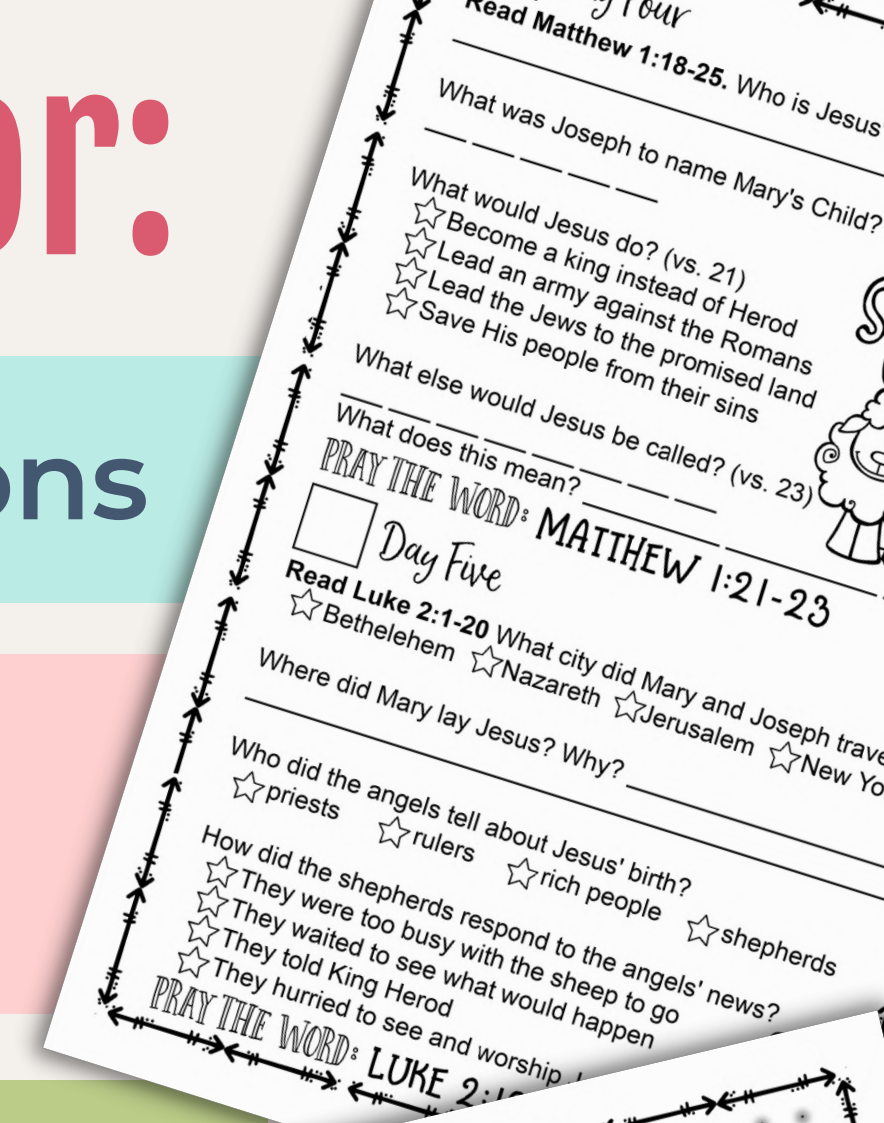 or:
ons
Four
Read Matthew 1:18-25. Who is Jesus'
What was Joseph to name Mary's Child?
What would Jesus do? (vs. 21)
Become a king instead of Herod
Lead an army against the Romans
Lead the Jews to the promised land
Save His people from their sins
What else would Jesus be called? (vs. 23)
What does this mean?
PRAY THE WORD: MATTHEW 1:21-23
Day Five
Read Luke 2:1-20 What city did Mary and Joseph trave
Bethelehem Nazareth Jerusalem New Yo
Where did Mary lay Jesus? Why?
Who did the angels tell about Jesus' birth?
priests rulers rich people shepherds
How did the shepherds respond to the angels' news?
They were too busy with the sheep to go
They waited to see what would happen
They told King Herod
They hurried to see and worship
PRAY THE WORD: LUKE 2: